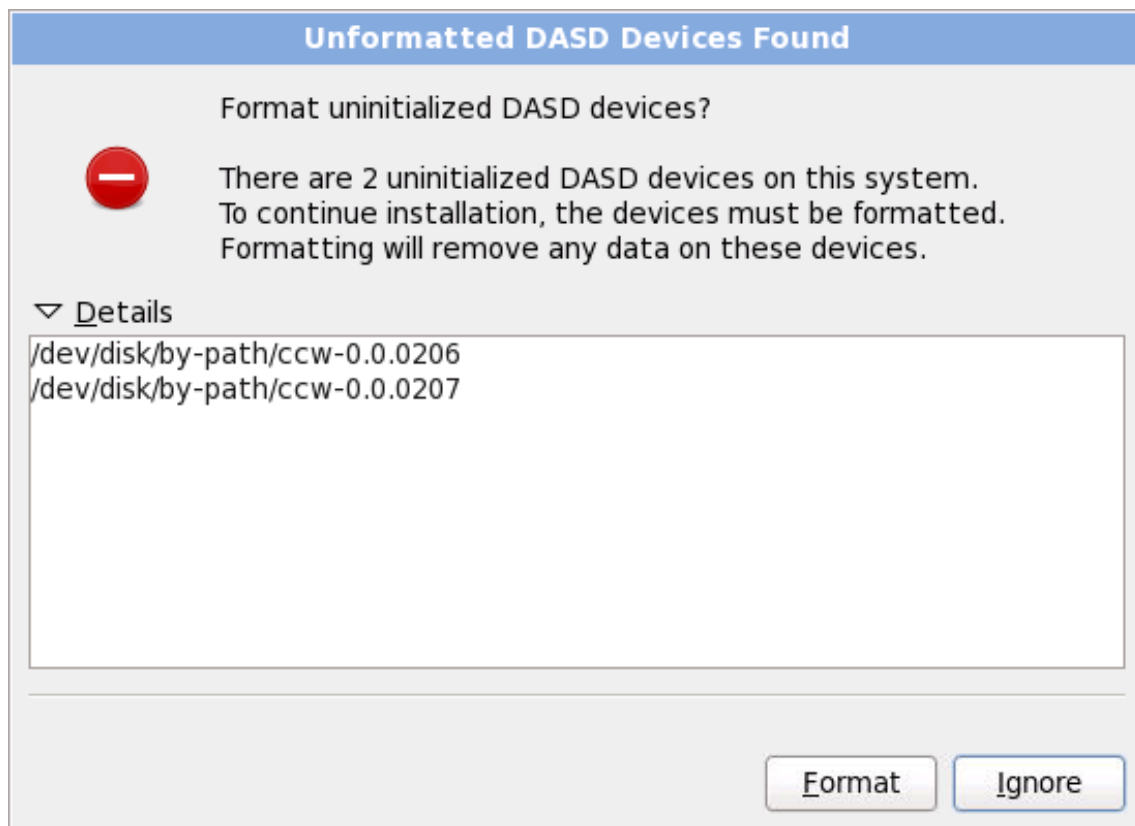 Unformatted DASD Devices Found
Format uninitialized DASD devices?
There are 2 uninitialized DASD devices on this system.
To continue installation, the devices must be formatted.
Formatting will remove any data on these devices.
Details
/dev/disk/by-path/ccw-0.0.0206
/dev/disk/by-path/ccw-0.0.0207
Format
Ignore